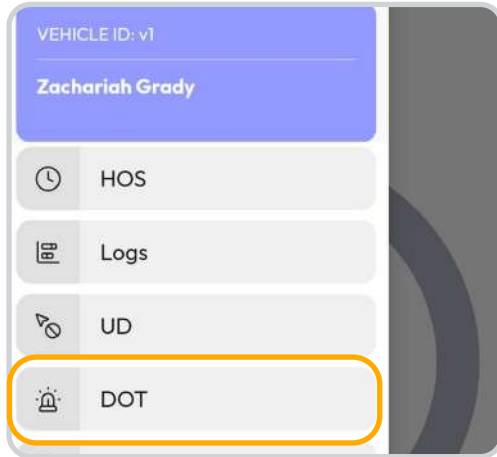 VEHICLE ID: v1
Zachariah Grady
HOS
Logs
UD
DOT